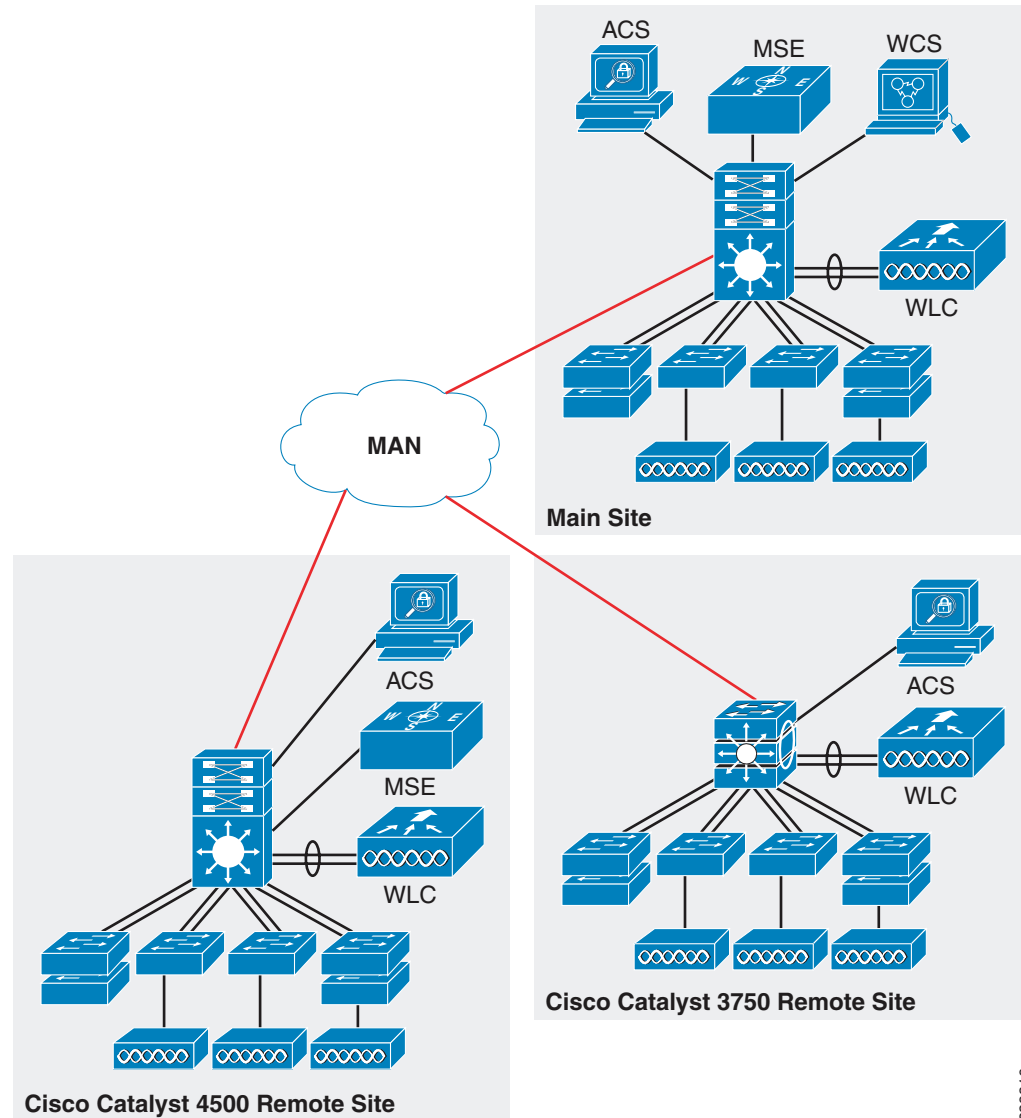 ACS
MSE
WCS
N
W
E
S
WLC
MAN
Main Site
ACS
N
W
E
S
MSE
WLC
Cisco Catalyst 4500 Remote Site
ACS
WLC
Cisco Catalyst 3750 Remote Site